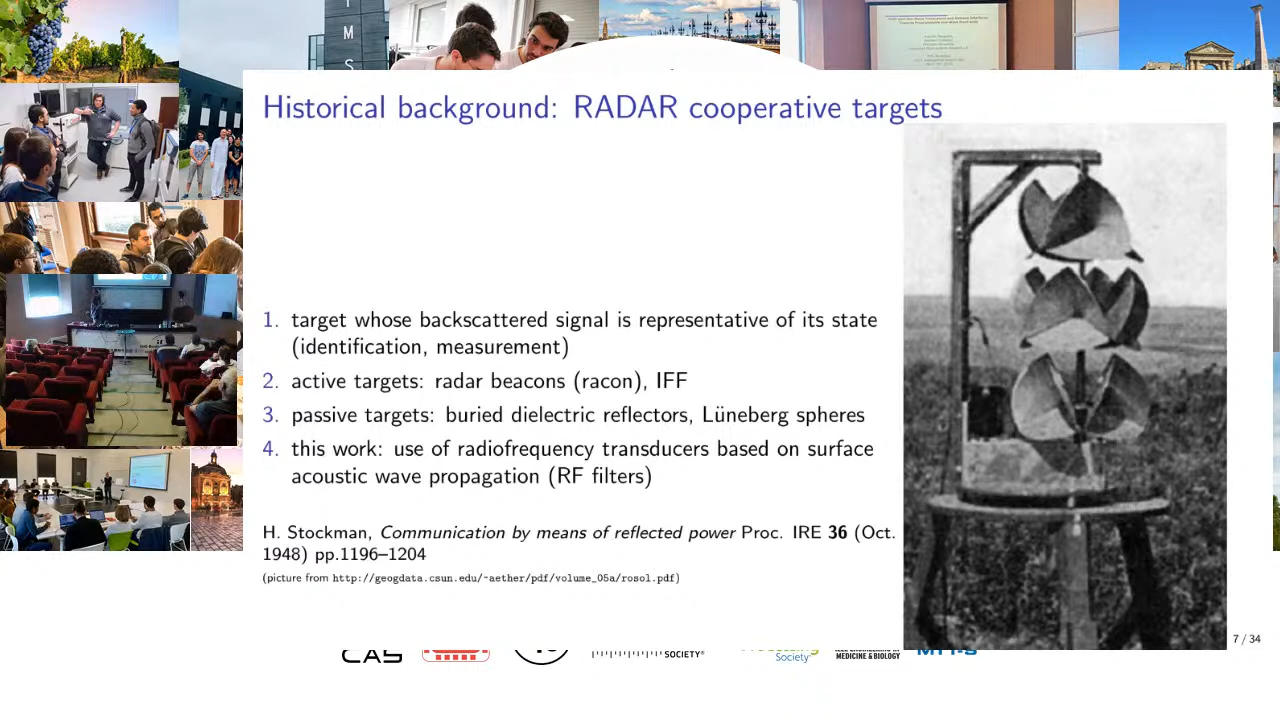 I
M
S
Historical background: RADAR cooperative targets
1. target whose backscattered signal is representative of its state
(identification, measurement)
2. active targets: radar beacons (racon), IFF
3. passive targets: buried dielectric reflectors, Lüneberg spheres
4. this work: use of radiofrequency transducers based on surface
acoustic wave propagation (RF filters)
H. Stockman, Communication by means of reflected power Proc. IRE 36 (Oct.
1948) pp.1196–1204
(picture from http://geogdata.csun.edu/~aether/pdf/volume_05a/rosol.pdf)
7 / 34
CAS
SOCIETY®
Society
MEDICINE & BIOLOGY
MTT-S